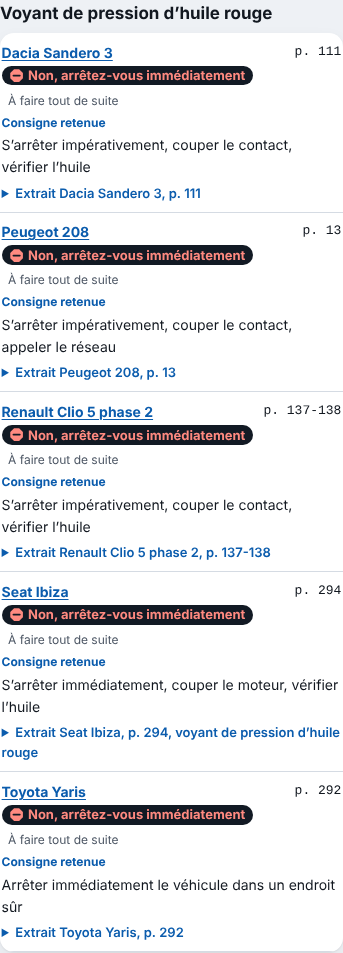 Voyant de pression d’huile rouge
Dacia Sandero 3 p. 111
Non, arrêtez-vous immédiatement
À faire tout de suite
Consigne retenue
S’arrêter impérativement, couper le contact,
vérifier l’huile
Extrait Dacia Sandero 3, p. 111
Peugeot 208 p. 13
Non, arrêtez-vous immédiatement
À faire tout de suite
Consigne retenue
S’arrêter impérativement, couper le contact,
appeler le réseau
Extrait Peugeot 208, p. 13
Renault Clio 5 phase 2 p. 137-138
Non, arrêtez-vous immédiatement
À faire tout de suite
Consigne retenue
S’arrêter impérativement, couper le contact,
vérifier l’huile
Extrait Renault Clio 5 phase 2, p. 137-138
Seat Ibiza p. 294
Non, arrêtez-vous immédiatement
À faire tout de suite
Consigne retenue
S’arrêter immédiatement, couper le moteur, vérifier
l’huile
Extrait Seat Ibiza, p. 294, voyant de pression d’huile
rouge
Toyota Yaris p. 292
Non, arrêtez-vous immédiatement
À faire tout de suite
Consigne retenue
Arrêter immédiatement le véhicule dans un endroit
sûr
Extrait Toyota Yaris, p. 292